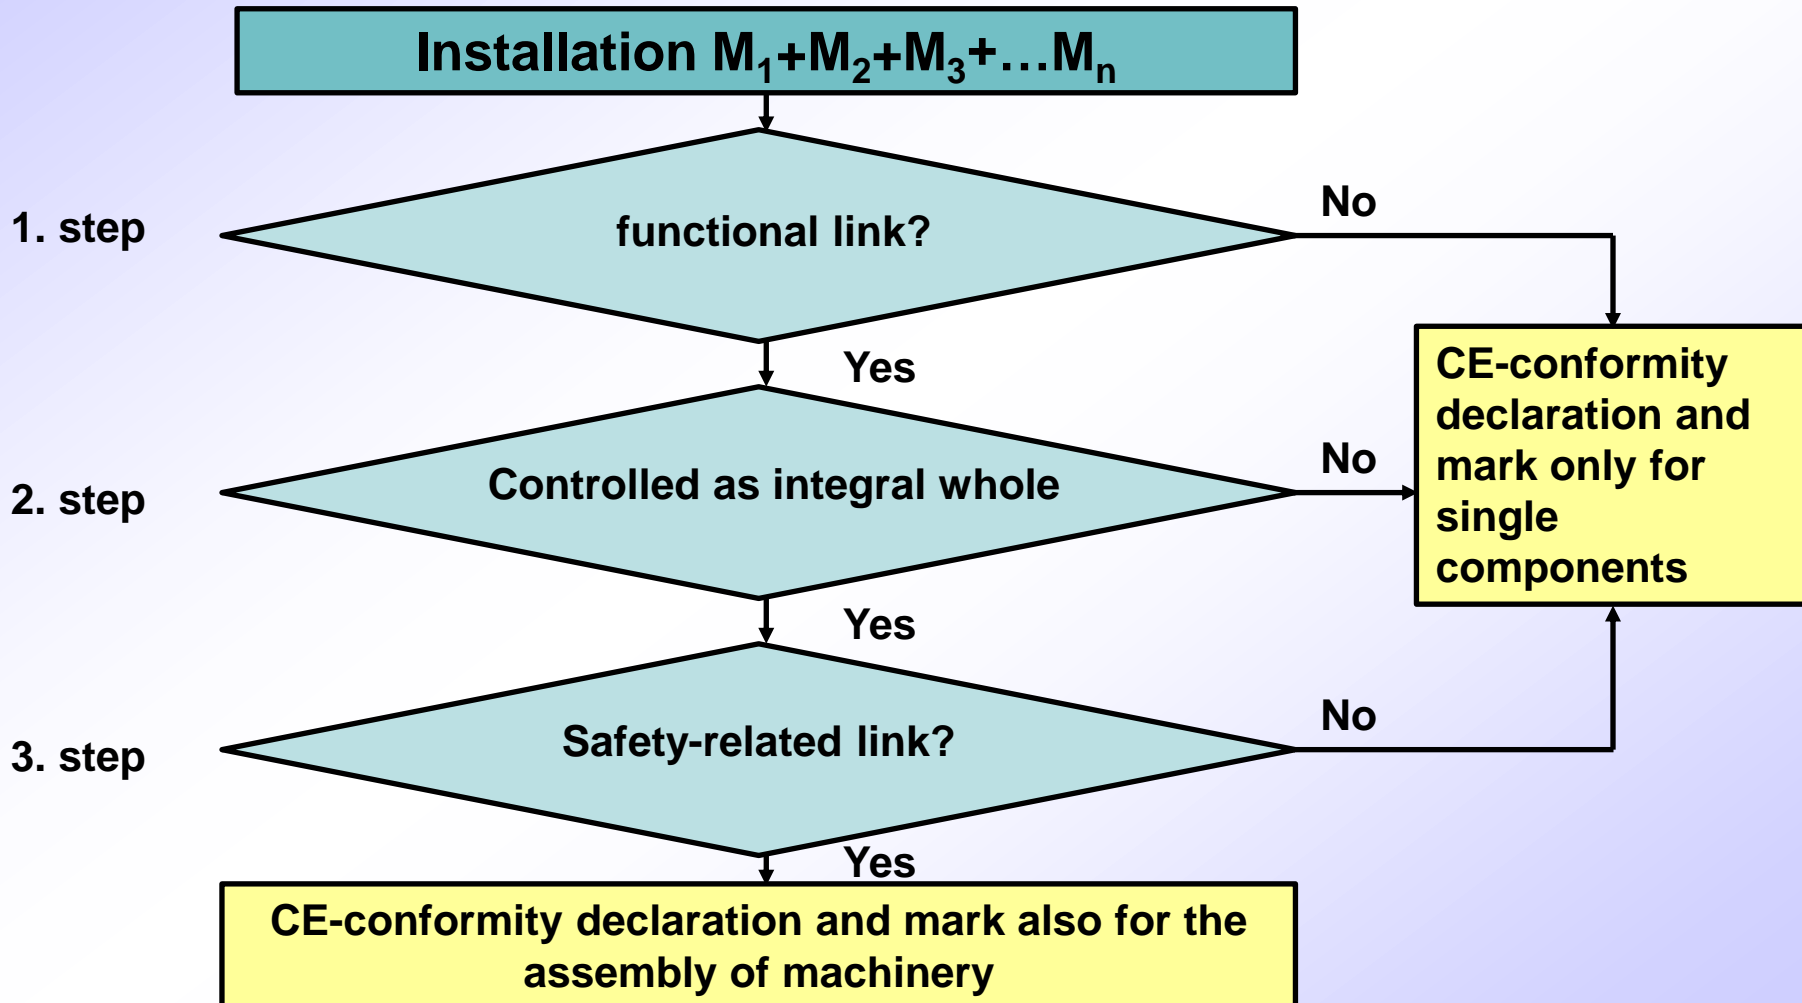 Installation M₁+M₂+M₃+…Mₙ
1. step
functional link?
No
Yes
2. step
Controlled as integral whole
No
CE-conformity
declaration and
mark only for
single
components
Yes
3. step
Safety-related link?
No
Yes
CE-conformity declaration and mark also for the
assembly of machinery